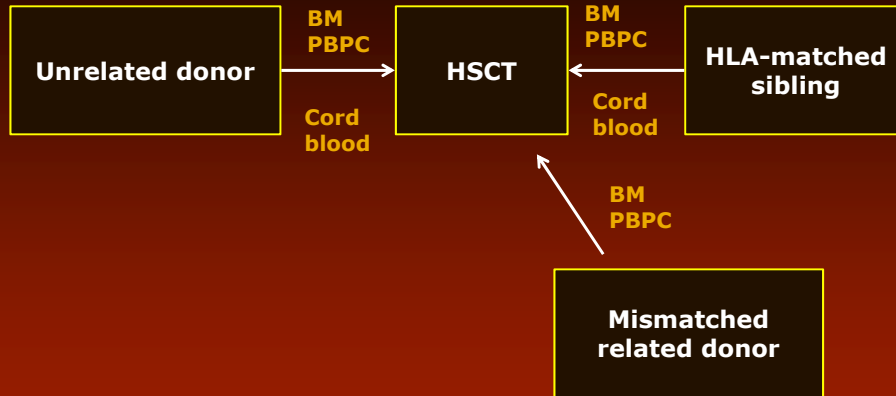 BM
PBPC
Unrelated donor
Cord
blood
HSCT
BM
PBPC
Cord
blood
HLA-matched
sibling
BM
PBPC
Mismatched
related donor